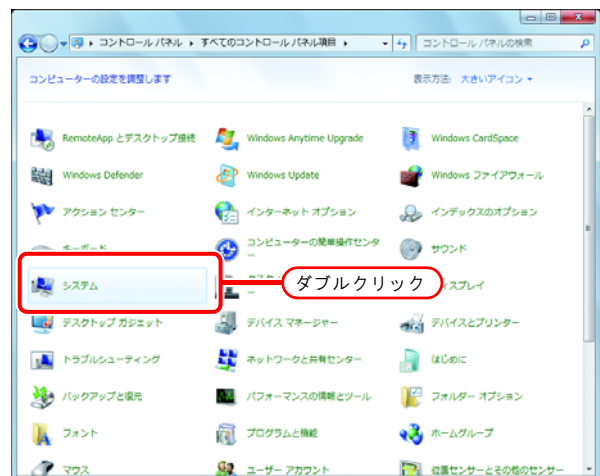 コントロール パネル ▸ すべてのコントロール パネル項目 ▸
コントロール パネルの検索
コンピューターの設定を調整します
表示方法: 大きいアイコン
RemoteApp とデスクトップ接続
Windows Anytime Upgrade
Windows CardSpace
Windows Defender
Windows Update
Windows ファイアウォール
アクション センター
インターネット オプション
インデックスのオプション
キーボード
コンピューターの簡単操作センター
サウンド
システム
ダブルクリック
ィスプレイ
デスクトップ ガジェット
デバイス マネージャー
デバイスとプリンター
トラブルシューティング
ネットワークと共有センター
はじめに
バックアップと復元
パフォーマンスの情報とツール
フォルダー オプション
フォント
プログラムと機能
ホームグループ
マウス
ユーザー アカウント
位置センサーとその他のセンサー